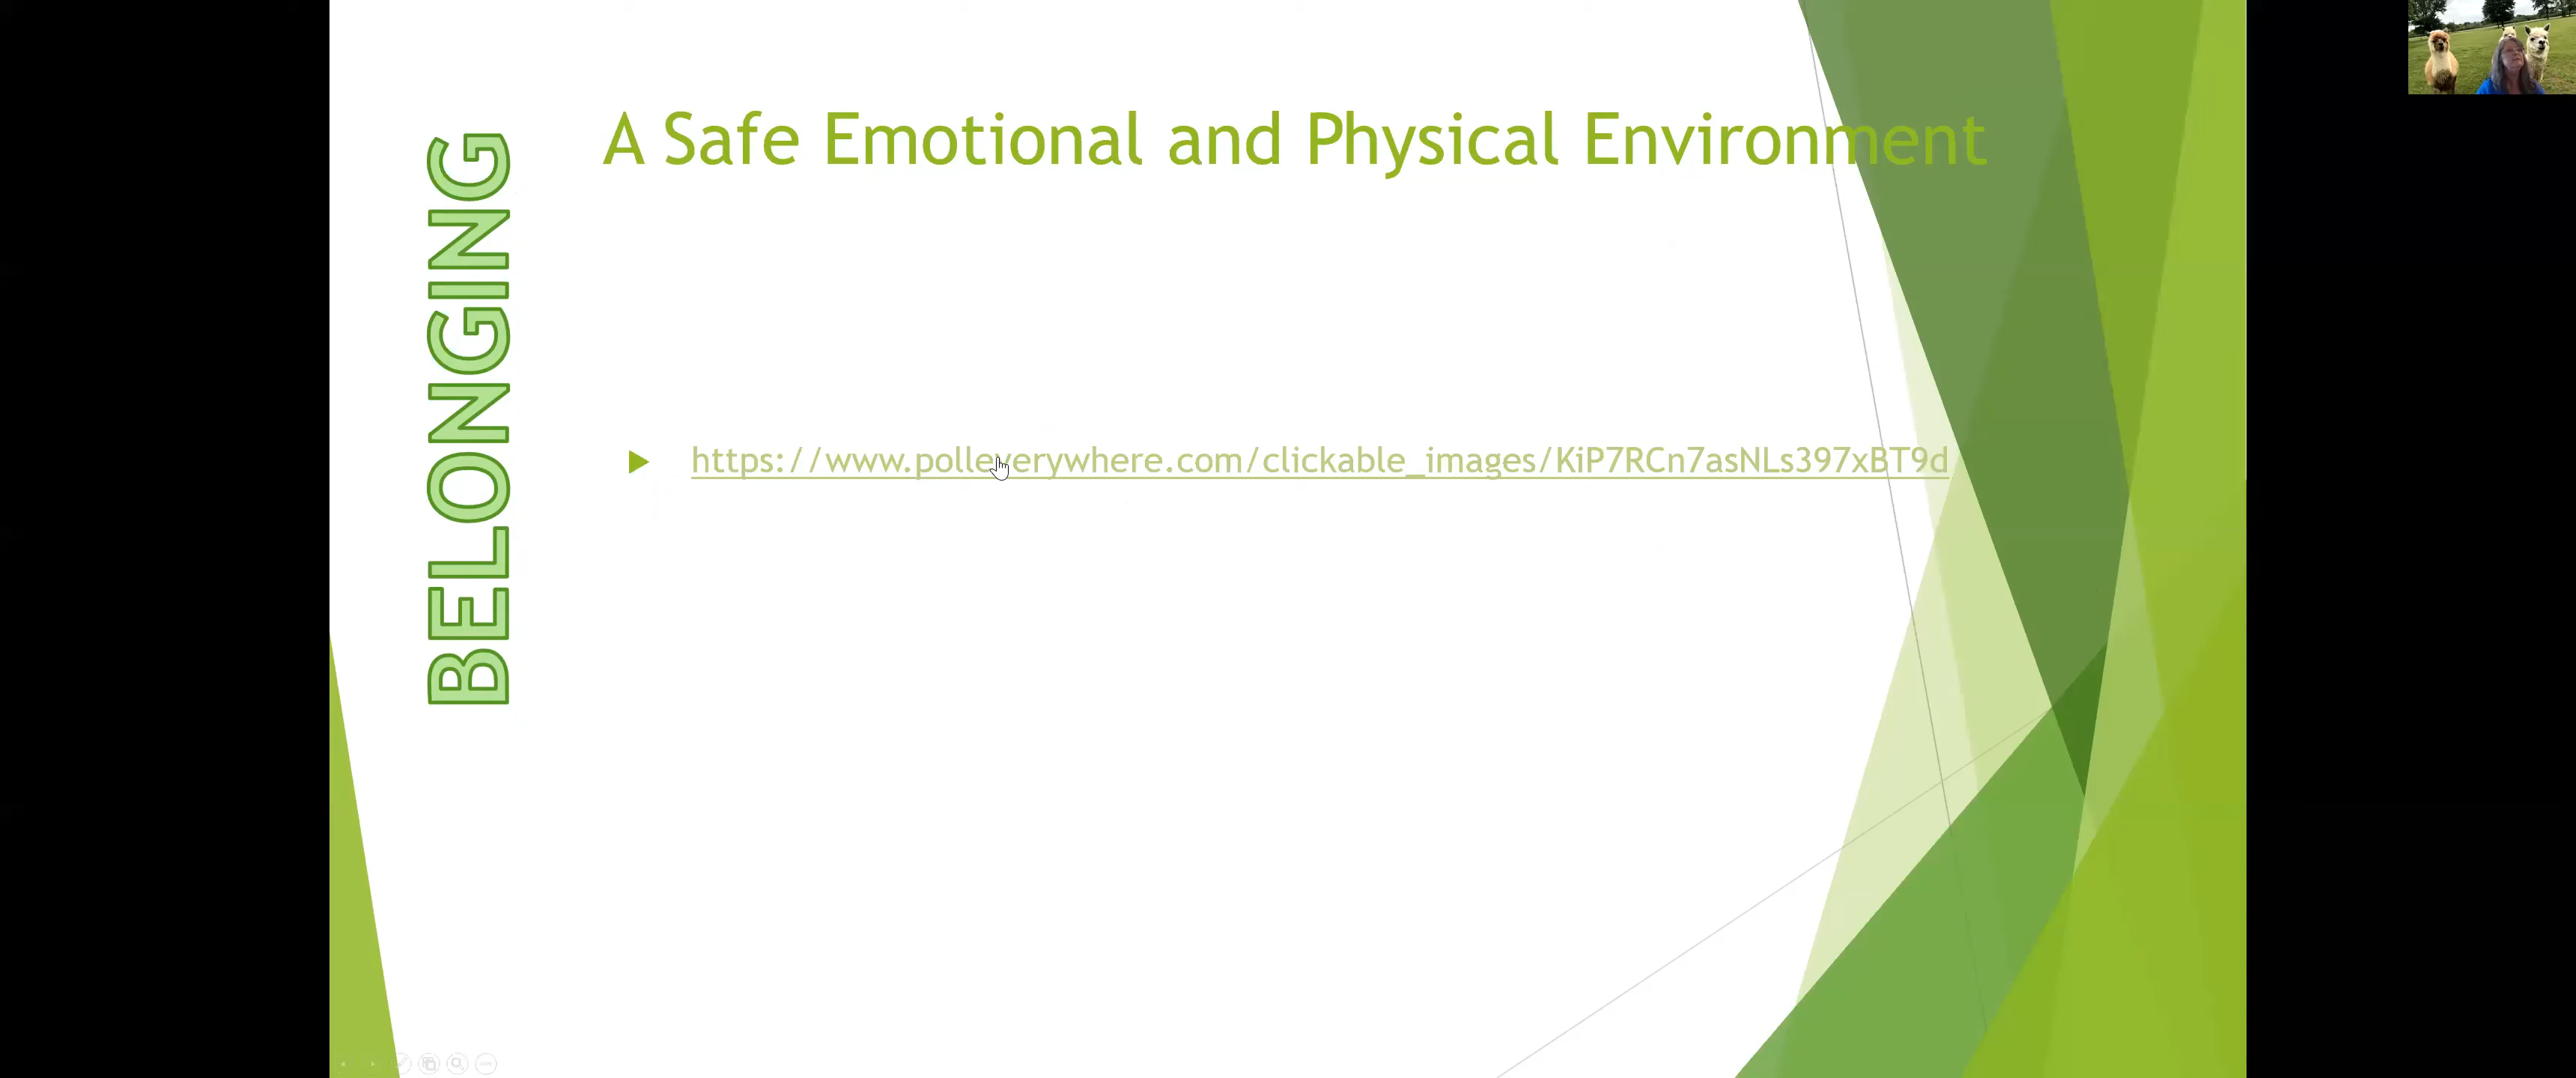 A Safe Emotional and Physical Environment
BELONGING
https://www.polleverywhere.com/clickable_images/KiP7RCn7asNLs397xBT9d